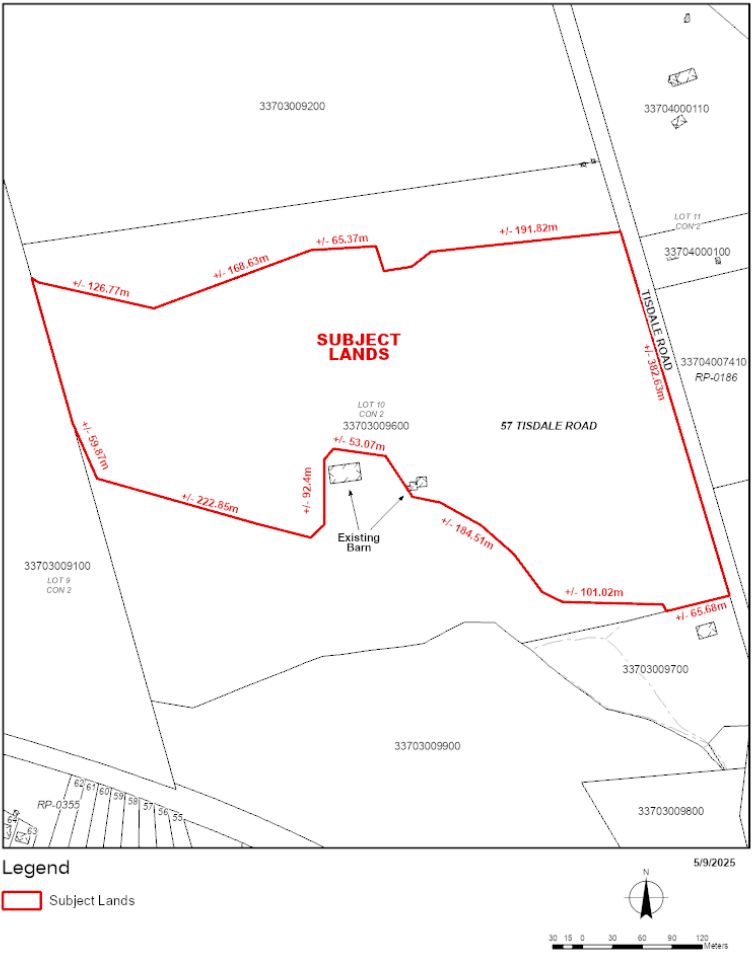 33703009200
33704000110
LOT 11
CON 2
33704000100
+/- 191.82m
+/- 65.37m
+/- 168.63m
+/- 126.77m
TISDALE ROAD
+/- 382.63m
SUBJECT
LANDS
33704007410
RP-0186
LOT 10
CON 2
33703009600
57 TISDALE ROAD
+/- 53.07m
+/- 59.87m
+/- 92.4m
+/- 222.85m
+/- 184.51m
Existing
Barn
33703009100
LOT 9
CON 2
+/- 101.02m
+/- 65.68m
33703009700
33703009900
33703009800
62
61
60
59
58
57
56
55
RP-0355
63
Legend
Subject Lands
5/9/2025
N
30 15 0 30 60 90 120
Meters